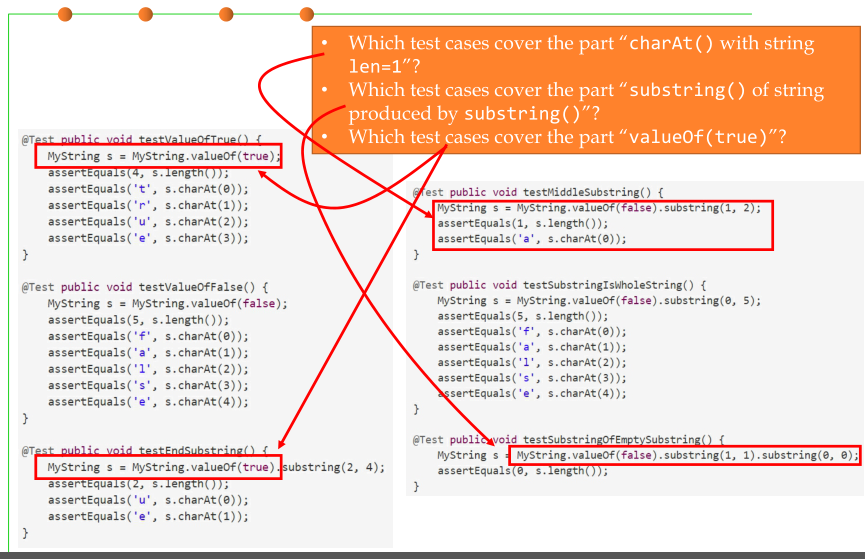 • Which test cases cover the part “charAt() with string
len=1”?
• Which test cases cover the part “substring() of string
produced by substring()”?
• Which test cases cover the part “valueOf(true)”?
@Test public void testValueOfTrue() {
MyString s = MyString.valueOf(true);
assertEquals(4, s.length());
assertEquals('t', s.charAt(0));
assertEquals('r', s.charAt(1));
assertEquals('u', s.charAt(2));
assertEquals('e', s.charAt(3));
}
@Test public void testValueOfFalse() {
MyString s = MyString.valueOf(false);
assertEquals(5, s.length());
assertEquals('f', s.charAt(0));
assertEquals('a', s.charAt(1));
assertEquals('l', s.charAt(2));
assertEquals('s', s.charAt(3));
assertEquals('e', s.charAt(4));
}
@Test public void testEndSubstring() {
MyString s = MyString.valueOf(true).substring(2, 4);
assertEquals(2, s.length());
assertEquals('u', s.charAt(0));
assertEquals('e', s.charAt(1));
}
@Test public void testMiddleSubstring() {
MyString s = MyString.valueOf(false).substring(1, 2);
assertEquals(1, s.length());
assertEquals('a', s.charAt(0));
}
@Test public void testSubstringIsWholeString() {
MyString s = MyString.valueOf(false).substring(0, 5);
assertEquals(5, s.length());
assertEquals('f', s.charAt(0));
assertEquals('a', s.charAt(1));
assertEquals('l', s.charAt(2));
assertEquals('s', s.charAt(3));
assertEquals('e', s.charAt(4));
}
@Test public void testSubstringOfEmptySubstring() {
MyString s = MyString.valueOf(false).substring(1, 1).substring(0, 0);
assertEquals(0, s.length());
}